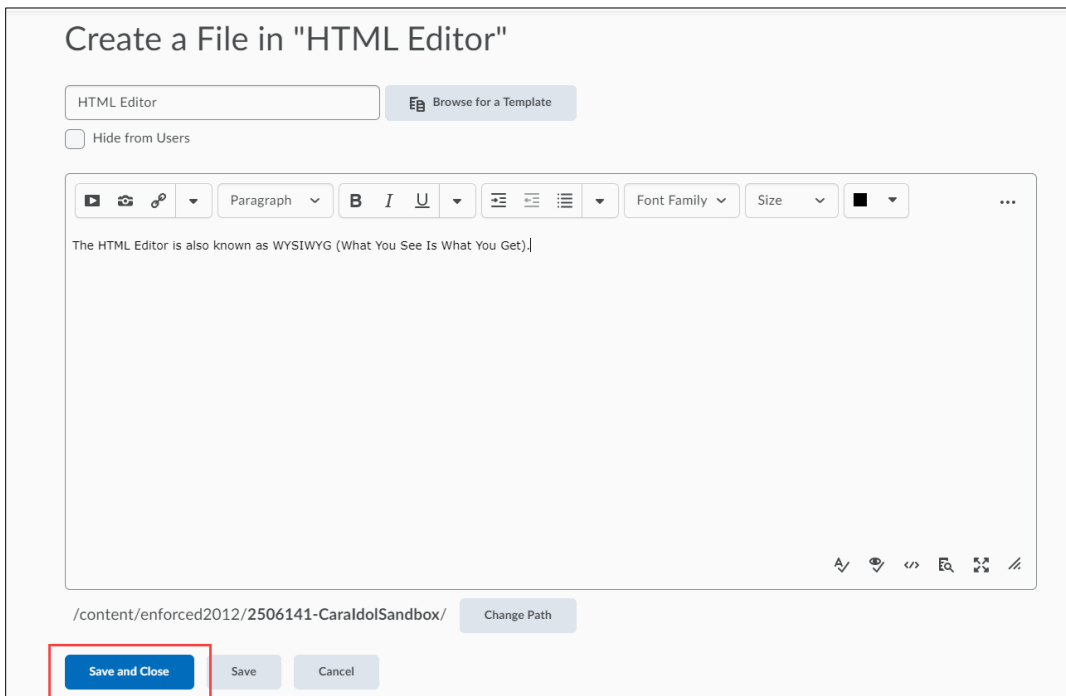 Create a File in "HTML Editor"
HTML Editor
Browse for a Template
Hide from Users
Paragraph
B I U
Font Family
Size
The HTML Editor is also known as WYSIWYG (What You See Is What You Get).
/content/enforced2012/2506141-CaraIdolSandbox/
Change Path
Save and Close
Save
Cancel